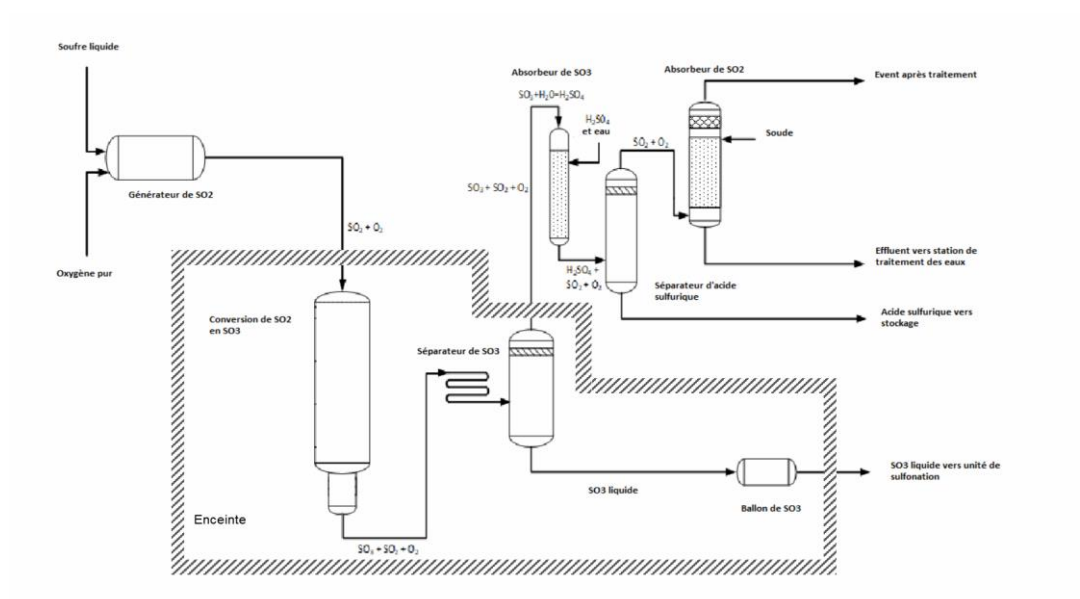 Soufre liquide
Générateur de SO2
Oxygène pur
SO₂ + O₂
Conversion de SO2
en SO3
Enceinte
SO₃ + SO₂ + O₂
Séparateur de SO3
SO3 liquide
Ballon de SO3
SO3 liquide vers unité de
sulfonation
SO₃ + SO₂ + O₂
Absorbeur de SO3
SO₃+H₂O=H₂SO₄
H₂SO₄
et eau
H₂SO₄ +
SO₂ + O₂
Séparateur d'acide
sulfurique
SO₂ + O₂
Absorbeur de SO2
Soude
Event après traitement
Effluent vers station de
traitement des eaux
Acide sulfurique vers
stockage